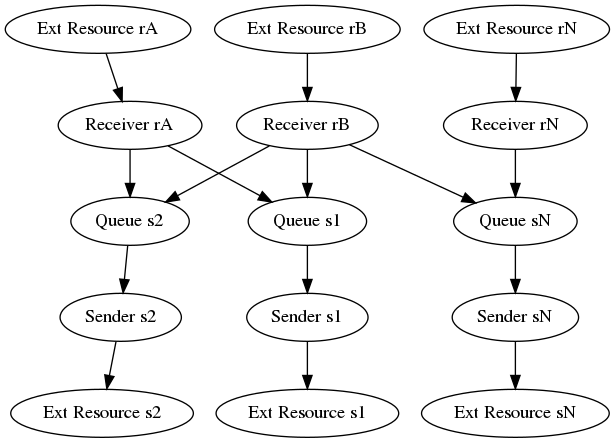 Ext Resource rA
Ext Resource rB
Ext Resource rN
Receiver rA
Receiver rB
Receiver rN
Queue s2
Queue s1
Queue sN
Sender s2
Sender s1
Sender sN
Ext Resource s2
Ext Resource s1
Ext Resource sN